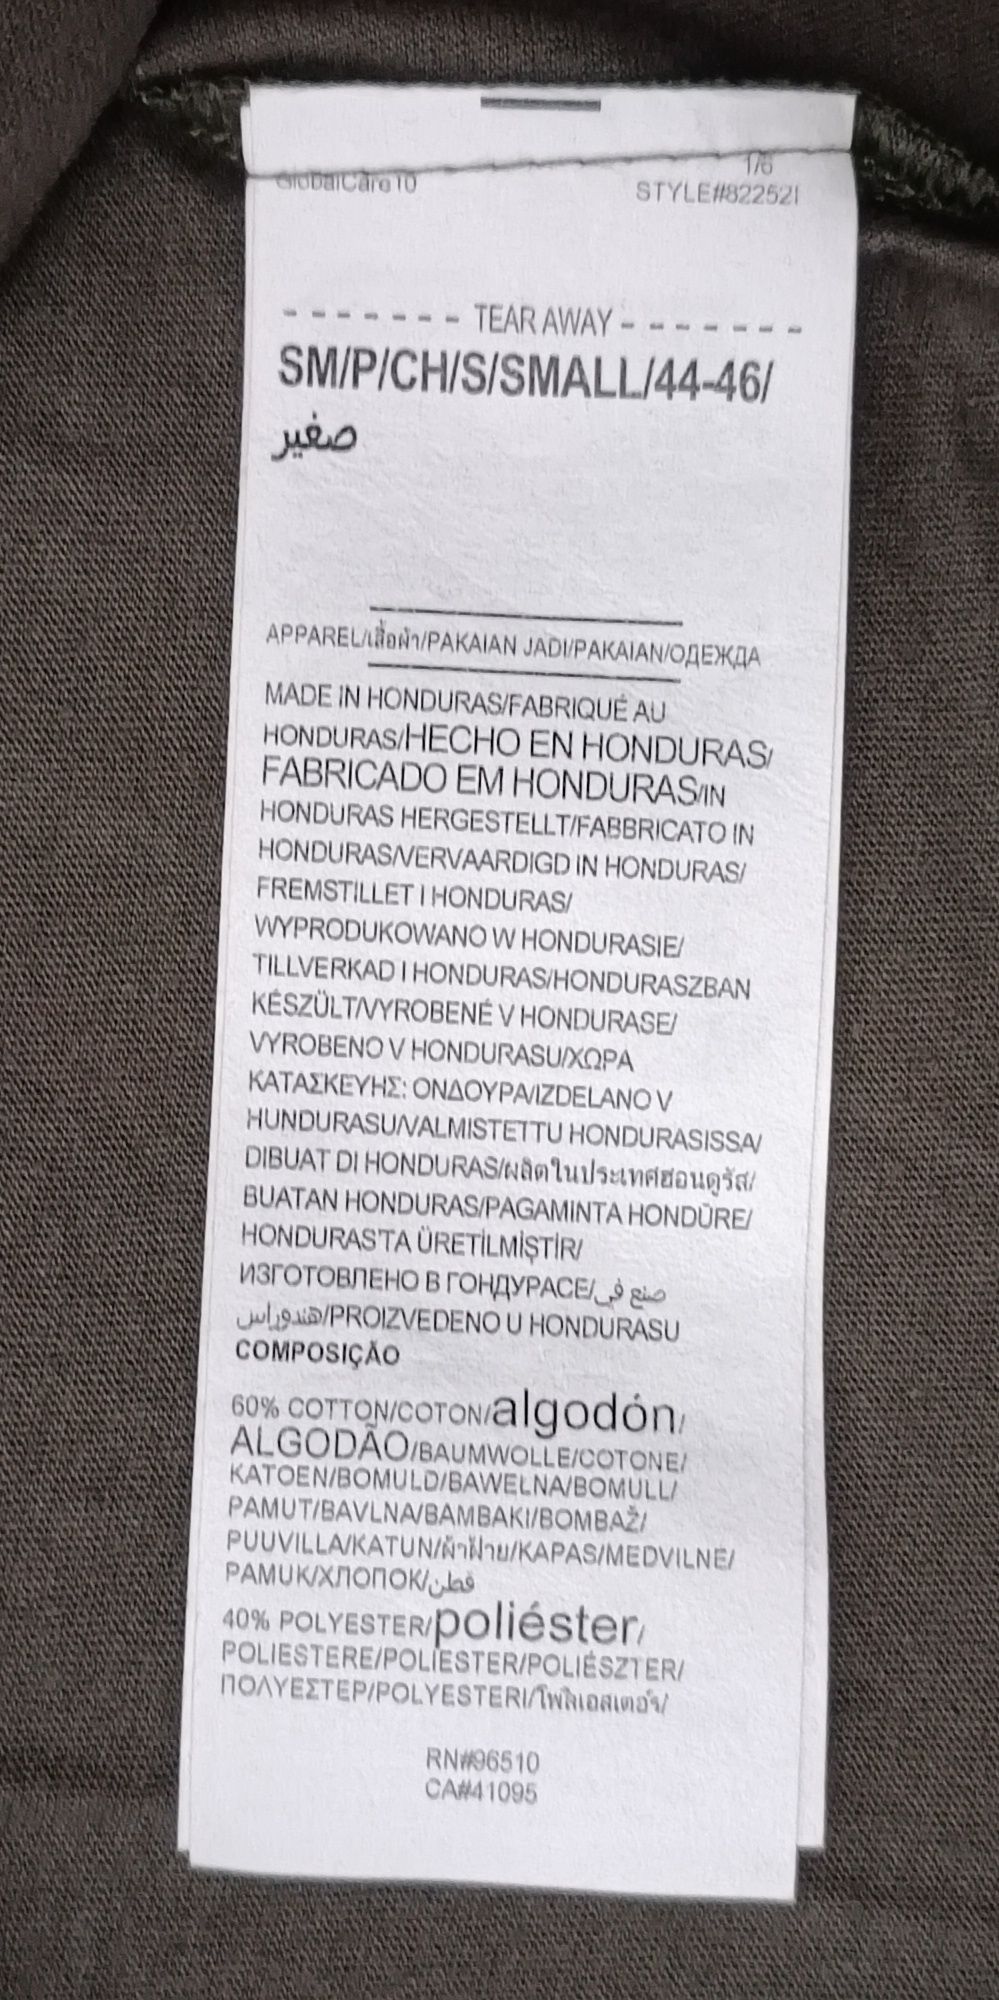 GlobalCare10
1/6
STYLE#822521
- - - - - - - TEAR AWAY - - - - - - -
SM/P/CH/S/SMALL/44-46/
صغير
APPAREL/เสื้อผ้า/PAKAIAN JADI/PAKAIAN/ОДЕЖДА
MADE IN HONDURAS/FABRIQUÉ AU
HONDURAS/HECHO EN HONDURAS/
FABRICADO EM HONDURAS/IN
HONDURAS HERGESTELLT/FABBRICATO IN
HONDURAS/VERVAARDIGD IN HONDURAS/
FREMSTILLET I HONDURAS/
WYPRODUKOWANO W HONDURASIE/
TILLVERKAD I HONDURAS/HONDURASZBAN
KÉSZÜLT/VYROBENÉ V HONDURASE/
VYROBENO V HONDURASU/ΧΩΡΑ
ΚΑΤΑΣΚΕΥΗΣ: ΟΝΔΟΥΡΑ/IZDELANO V
HUNDURASU/VALMISTETTU HONDURASISSA/
DIBUAT DI HONDURAS/ผลิตในประเทศฮอนดูรัส/
BUATAN HONDURAS/PAGAMINTA HONDŪRE/
HONDURAS'TA ÜRETİLMİŞTİR/
ИЗГОТОВЛЕНО В ГОНДУРАСЕ/صنع في
هندوراس/PROIZVEDENO U HONDURASU
COMPOSIÇÃO
60% COTTON/COTON/algodón/
ALGODÃO/BAUMWOLLE/COTONE/
KATOEN/BOMULD/BAWEŁNA/BOMULL/
PAMUT/BAVLNA/BAMBAKI/BOMBAŽ/
PUUVILLA/KATUN/ผ้าฝ้าย/KAPAS/MEDVILNĖ/
PAMUK/ХЛОПОК/قطن
40% POLYESTER/poliéster/
POLIESTERE/POLIESTER/POLIÉSZTER/
ΠΟΛΥΕΣΤΕΡ/POLYESTERI/โพลิเอสเตอร์/
RN#96510
CA#41095